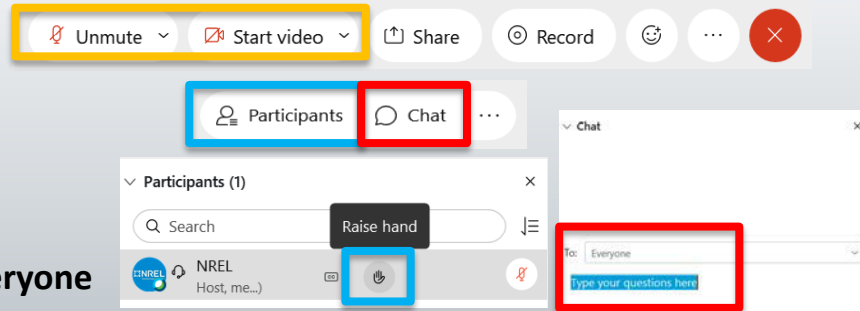 Unmute Start video Share Record
Participants Chat
Chat
Participants (1)
Search
Raise hand
To: Everyone
NREL
NREL
Host, me...)
Type your questions here